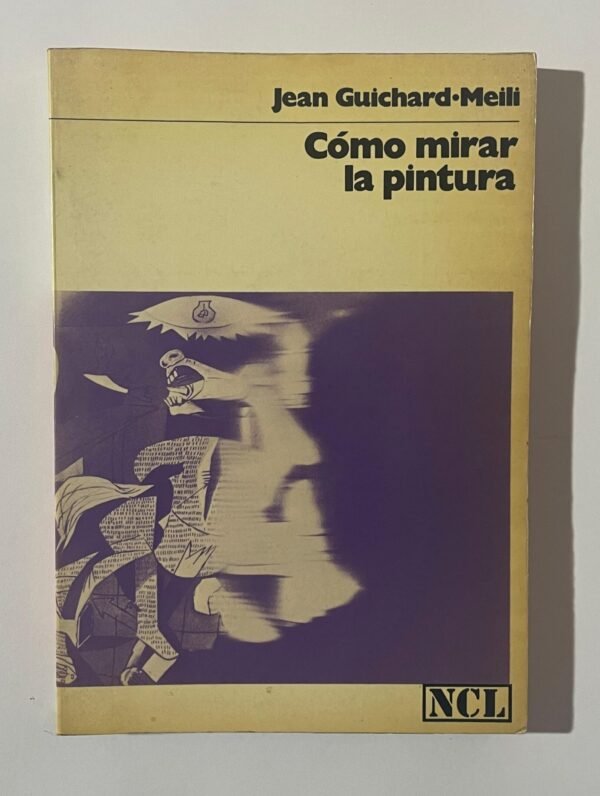 Jean Guichard•Meili
Cómo mirar
la pintura
NCL